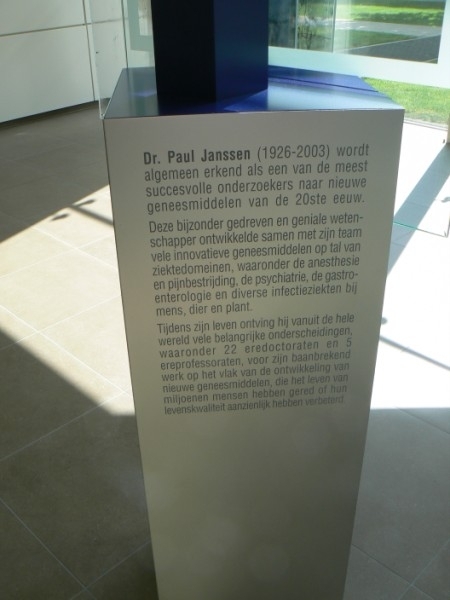 Dr. Paul Janssen (1926-2003) wordt
algemeen erkend als een van de meest
succesvolle onderzoekers naar nieuwe
geneesmiddelen van de 20ste eeuw.
Deze bijzonder gedreven en geniale weten-
schapper ontwikkelde samen met zijn team
vele innovatieve geneesmiddelen op tal van
ziektedomeinen, waaronder de anesthesie
en pijnbestrijding, de psychiatrie, de gastro-
enterologie en diverse infectieziekten bij
mens, dier en plant.
Tijdens zijn leven ontving hij vanuit de hele
wereld vele belangrijke onderscheidingen,
waaronder 22 eredoctoraten en 5
ereprofessoraten, voor zijn baanbrekend
werk op het vlak van de ontwikkeling van
nieuwe geneesmiddelen, die het leven van
miljoenen mensen hebben gered of hun
levenskwaliteit aanzienlijk hebben verbeterd.